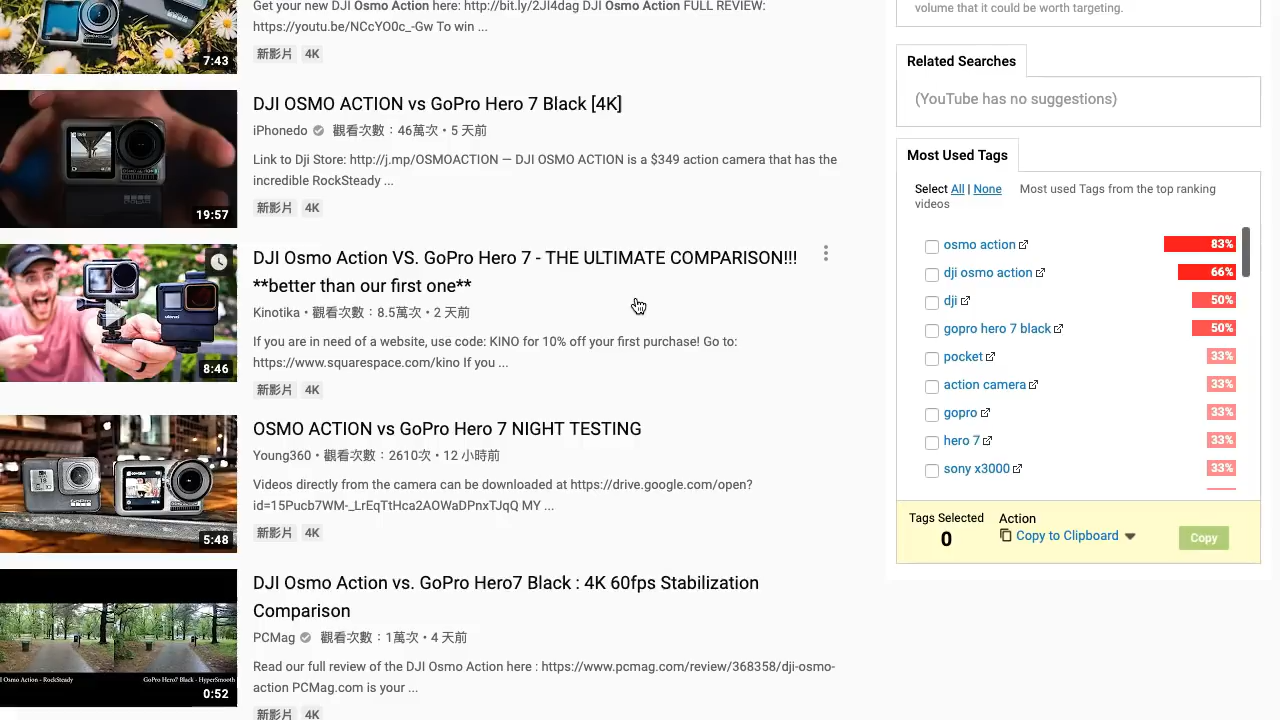 Get your new DJI Osmo Action here: http://bit.ly/2JI4dag DJI Osmo Action FULL REVIEW:
https://youtu.be/NCcYO0c_-Gw To win ...
新影片 4K
7:43
DJI OSMO ACTION vs GoPro Hero 7 Black [4K]
iPhonedo 觀看次數：46萬次 • 5 天前
Link to Dji Store: http://j.mp/OSMOACTION — DJI OSMO ACTION is a $349 action camera that has the
incredible RockSteady ...
新影片 4K
19:57
DJI Osmo Action VS. GoPro Hero 7 - THE ULTIMATE COMPARISON!!!
**better than our first one**
Kinotika • 觀看次數：8.5萬次 • 2 天前
If you are in need of a website, use code: KINO for 10% off your first purchase! Go to:
https://www.squarespace.com/kino If you ...
新影片 4K
8:46
OSMO ACTION vs GoPro Hero 7 NIGHT TESTING
Young360 • 觀看次數：2610次 • 12 小時前
Videos directly from the camera can be downloaded at https://drive.google.com/open?
id=15Pucb7WM-_LrEqTtHca2AOWaDPnxTJqQ MY ...
新影片 4K
5:48
DJI Osmo Action vs. GoPro Hero7 Black : 4K 60fps Stabilization
Comparison
PCMag 觀看次數：1萬次 • 4 天前
Read our full review of the DJI Osmo Action here : https://www.pcmag.com/review/368358/dji-osmo-
action PCMag.com is your ...
新影片 4K
I Osmo Action - RockSteady
GoPro Hero7 Black - HyperSmooth
0:52
volume that it could be worth targeting.
Related Searches
(YouTube has no suggestions)
Most Used Tags
Select All | None Most used Tags from the top ranking
videos
osmo action 83%
dji osmo action 66%
dji 50%
gopro hero 7 black 50%
pocket 33%
action camera 33%
gopro 33%
hero 7 33%
sony x3000 33%
Tags Selected
0
Action
Copy to Clipboard
Copy